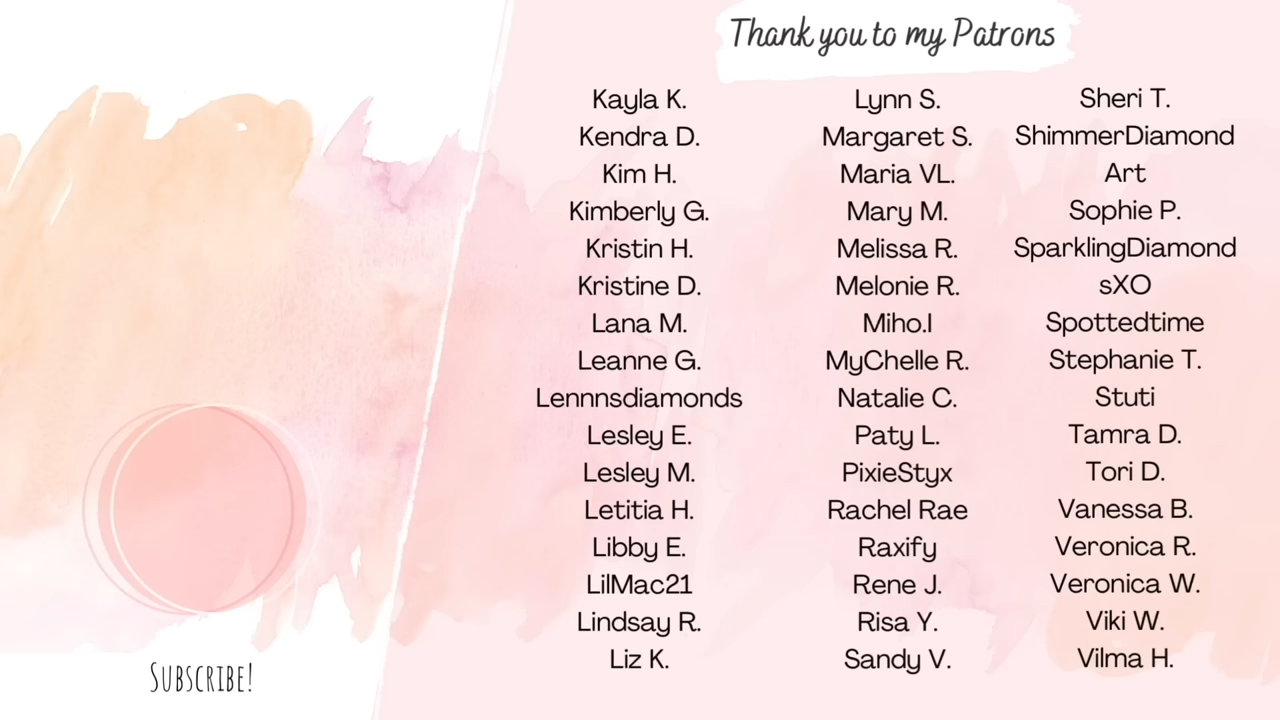 Thank you to my Patrons
Kayla K.
Kendra D.
Kim H.
Kimberly G.
Kristin H.
Kristine D.
Lana M.
Leanne G.
Lennnsdiamonds
Lesley E.
Lesley M.
Letitia H.
Libby E.
LilMac21
Lindsay R.
Liz K.
Lynn S.
Margaret S.
Maria VL.
Mary M.
Melissa R.
Melonie R.
Miho.I
MyChelle R.
Natalie C.
Paty L.
PixieStyx
Rachel Rae
Raxify
Rene J.
Risa Y.
Sandy V.
Sheri T.
ShimmerDiamond
Art
Sophie P.
SparklingDiamond
sXO
Spottedtime
Stephanie T.
Stuti
Tamra D.
Tori D.
Vanessa B.
Veronica R.
Veronica W.
Viki W.
Vilma H.
Subscribe!